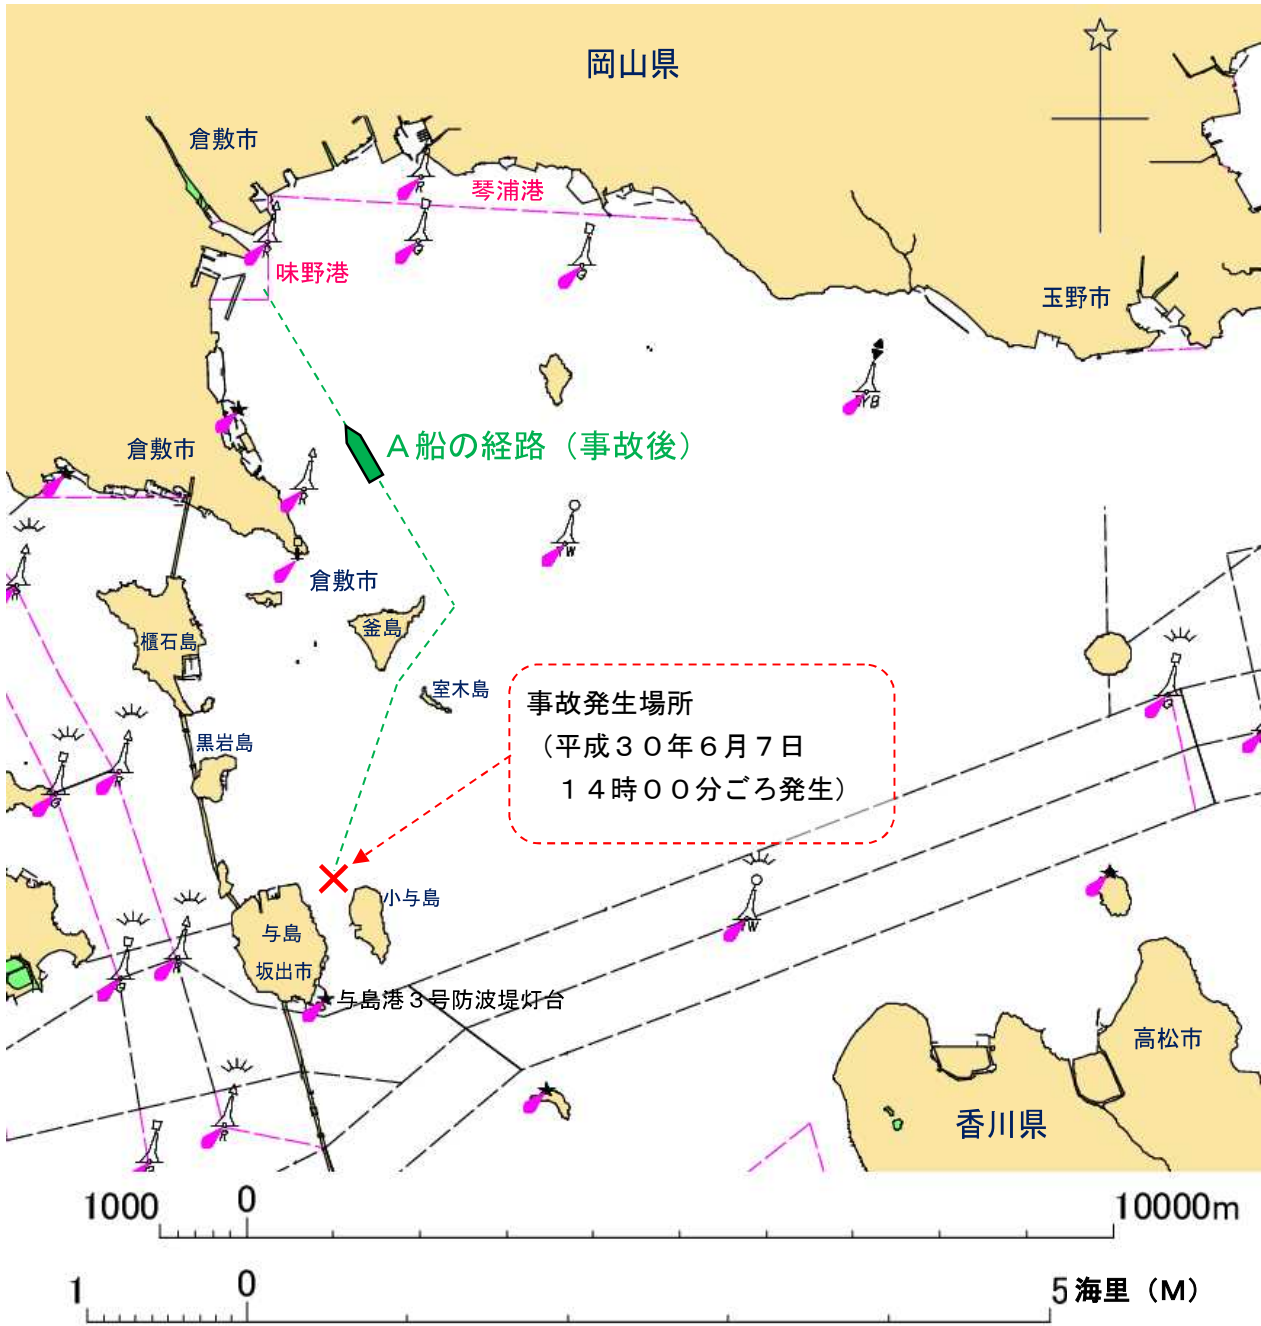 岡山県
倉敷市
琴浦港
味野港
玉野市
A船の経路（事故後）
倉敷市
倉敷市
櫃石島
釜島
室木島
事故発生場所
（平成３０年６月７日
１４時００分ごろ発生）
黒岩島
小与島
与島
坂出市
与島港３号防波堤灯台
高松市
香川県
R
R
G
G
YB
R
YW
R
G
R
G
YW
R
G
R
1000 0 10000m
1 0 5 海里（M）